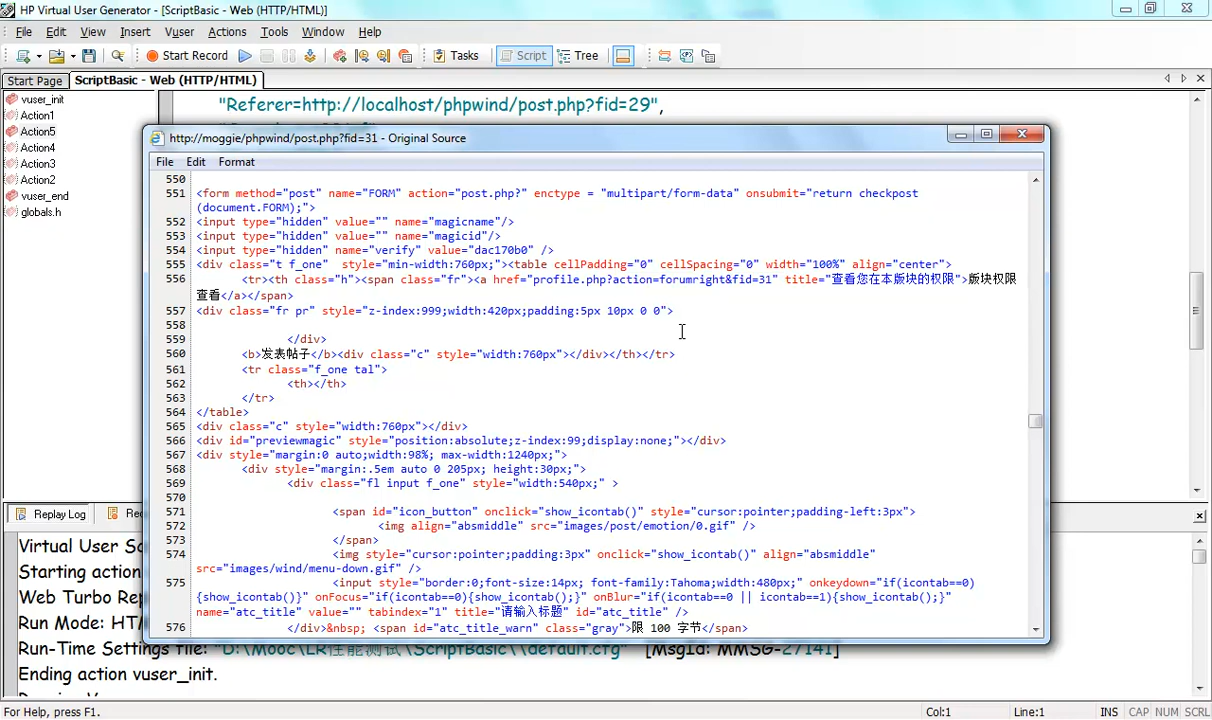 HP Virtual User Generator - [ScriptBasic - Web (HTTP/HTML)]
File Edit View Insert Vuser Actions Tools Window Help
Start Record Tasks Script Tree
Start Page ScriptBasic - Web (HTTP/HTML)
vuser_init
Action1
Action5
Action4
Action3
Action2
vuser_end
globals.h
"Referer=http://localhost/phpwind/post.php?fid=29",
http://moggie/phpwind/post.php?fid=31 - Original Source
File Edit Format
550
551 <form method="post" name="FORM" action="post.php?" enctype = "multipart/form-data" onsubmit="return checkpost
(document.FORM);">
552 <input type="hidden" value="" name="magicname"/>
553 <input type="hidden" value="" name="magicid"/>
554 <input type="hidden" name="verify" value="dac170b0" />
555 <div class="t f_one"  style="min-width:760px;"><table cellPadding="0" cellSpacing="0" width="100%" align="center">
556 <tr><th class="h"><span class="fr"><a href="profile.php?action=forumright&fid=31" title="查看您在本版块的权限">版块权限
查看</a></span>
557 <div class="fr pr" style="z-index:999;width:420px;padding:5px 10px 0 0">
558
559 </div>
560 <b>发表帖子</b><div class="c" style="width:760px"></div></th></tr>
561 <tr class="f_one tal">
562 <th></th>
563 </tr>
564 </table>
565 <div class="c" style="width:760px"></div>
566 <div id="previewmagic" style="position:absolute;z-index:99;display:none;"></div>
567 <div style="margin:0 auto;width:98%; max-width:1240px;">
568 <div style="margin:.5em auto 0 205px; height:30px;">
569 <div class="fl input f_one" style="width:540px;" >
570
571 <span id="icon_button" onclick="show_icontab()" style="cursor:pointer;padding-left:3px">
572 <img align="absmiddle" src="images/post/emotion/0.gif" />
573 </span>
574 <img style="cursor:pointer;padding:3px" onclick="show_icontab()" align="absmiddle"
src="images/wind/menu-down.gif" />
575 <input style="border:0;font-size:14px; font-family:Tahoma;width:480px;" onkeydown="if(icontab==0)
{show_icontab()}" onFocus="if(icontab==0){show_icontab();}" onBlur="if(icontab==0 || icontab==1){show_icontab();}"
name="atc_title" value="" tabindex="1" title="请输入标题" id="atc_title" />
576 </div>&nbsp; <span id="atc_title_warn" class="gray">限 100 字节</span>
Replay Log
Virtual User
Starting action
Web Turbo
Run Mode:
Run-Time Settings file: "D:\Mooc\LR性能测试\ScriptBasic\\default.cfg" [MsgId: MMSG-27141]
Ending action vuser_init.
For Help, press F1. Col:1 Line:1 INS CAP NUM SCRL